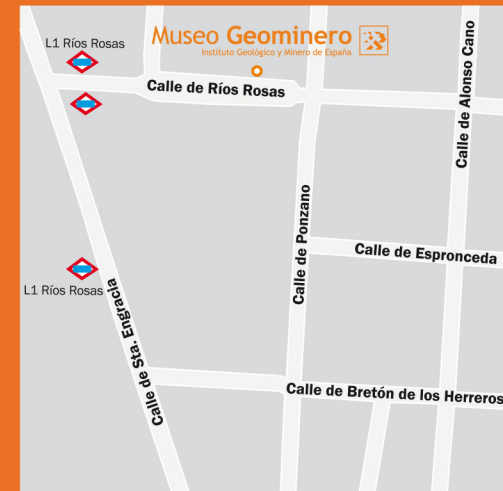 L1 Ríos Rosas
Museo Geominero
Instituto Geológico y Minero de España
Calle de Ríos Rosas
Calle de Alonso Cano
Calle de Ponzano
Calle de Espronceda
L1 Ríos Rosas
Calle de Sta. Engracia
Calle de Bretón de los Herreros